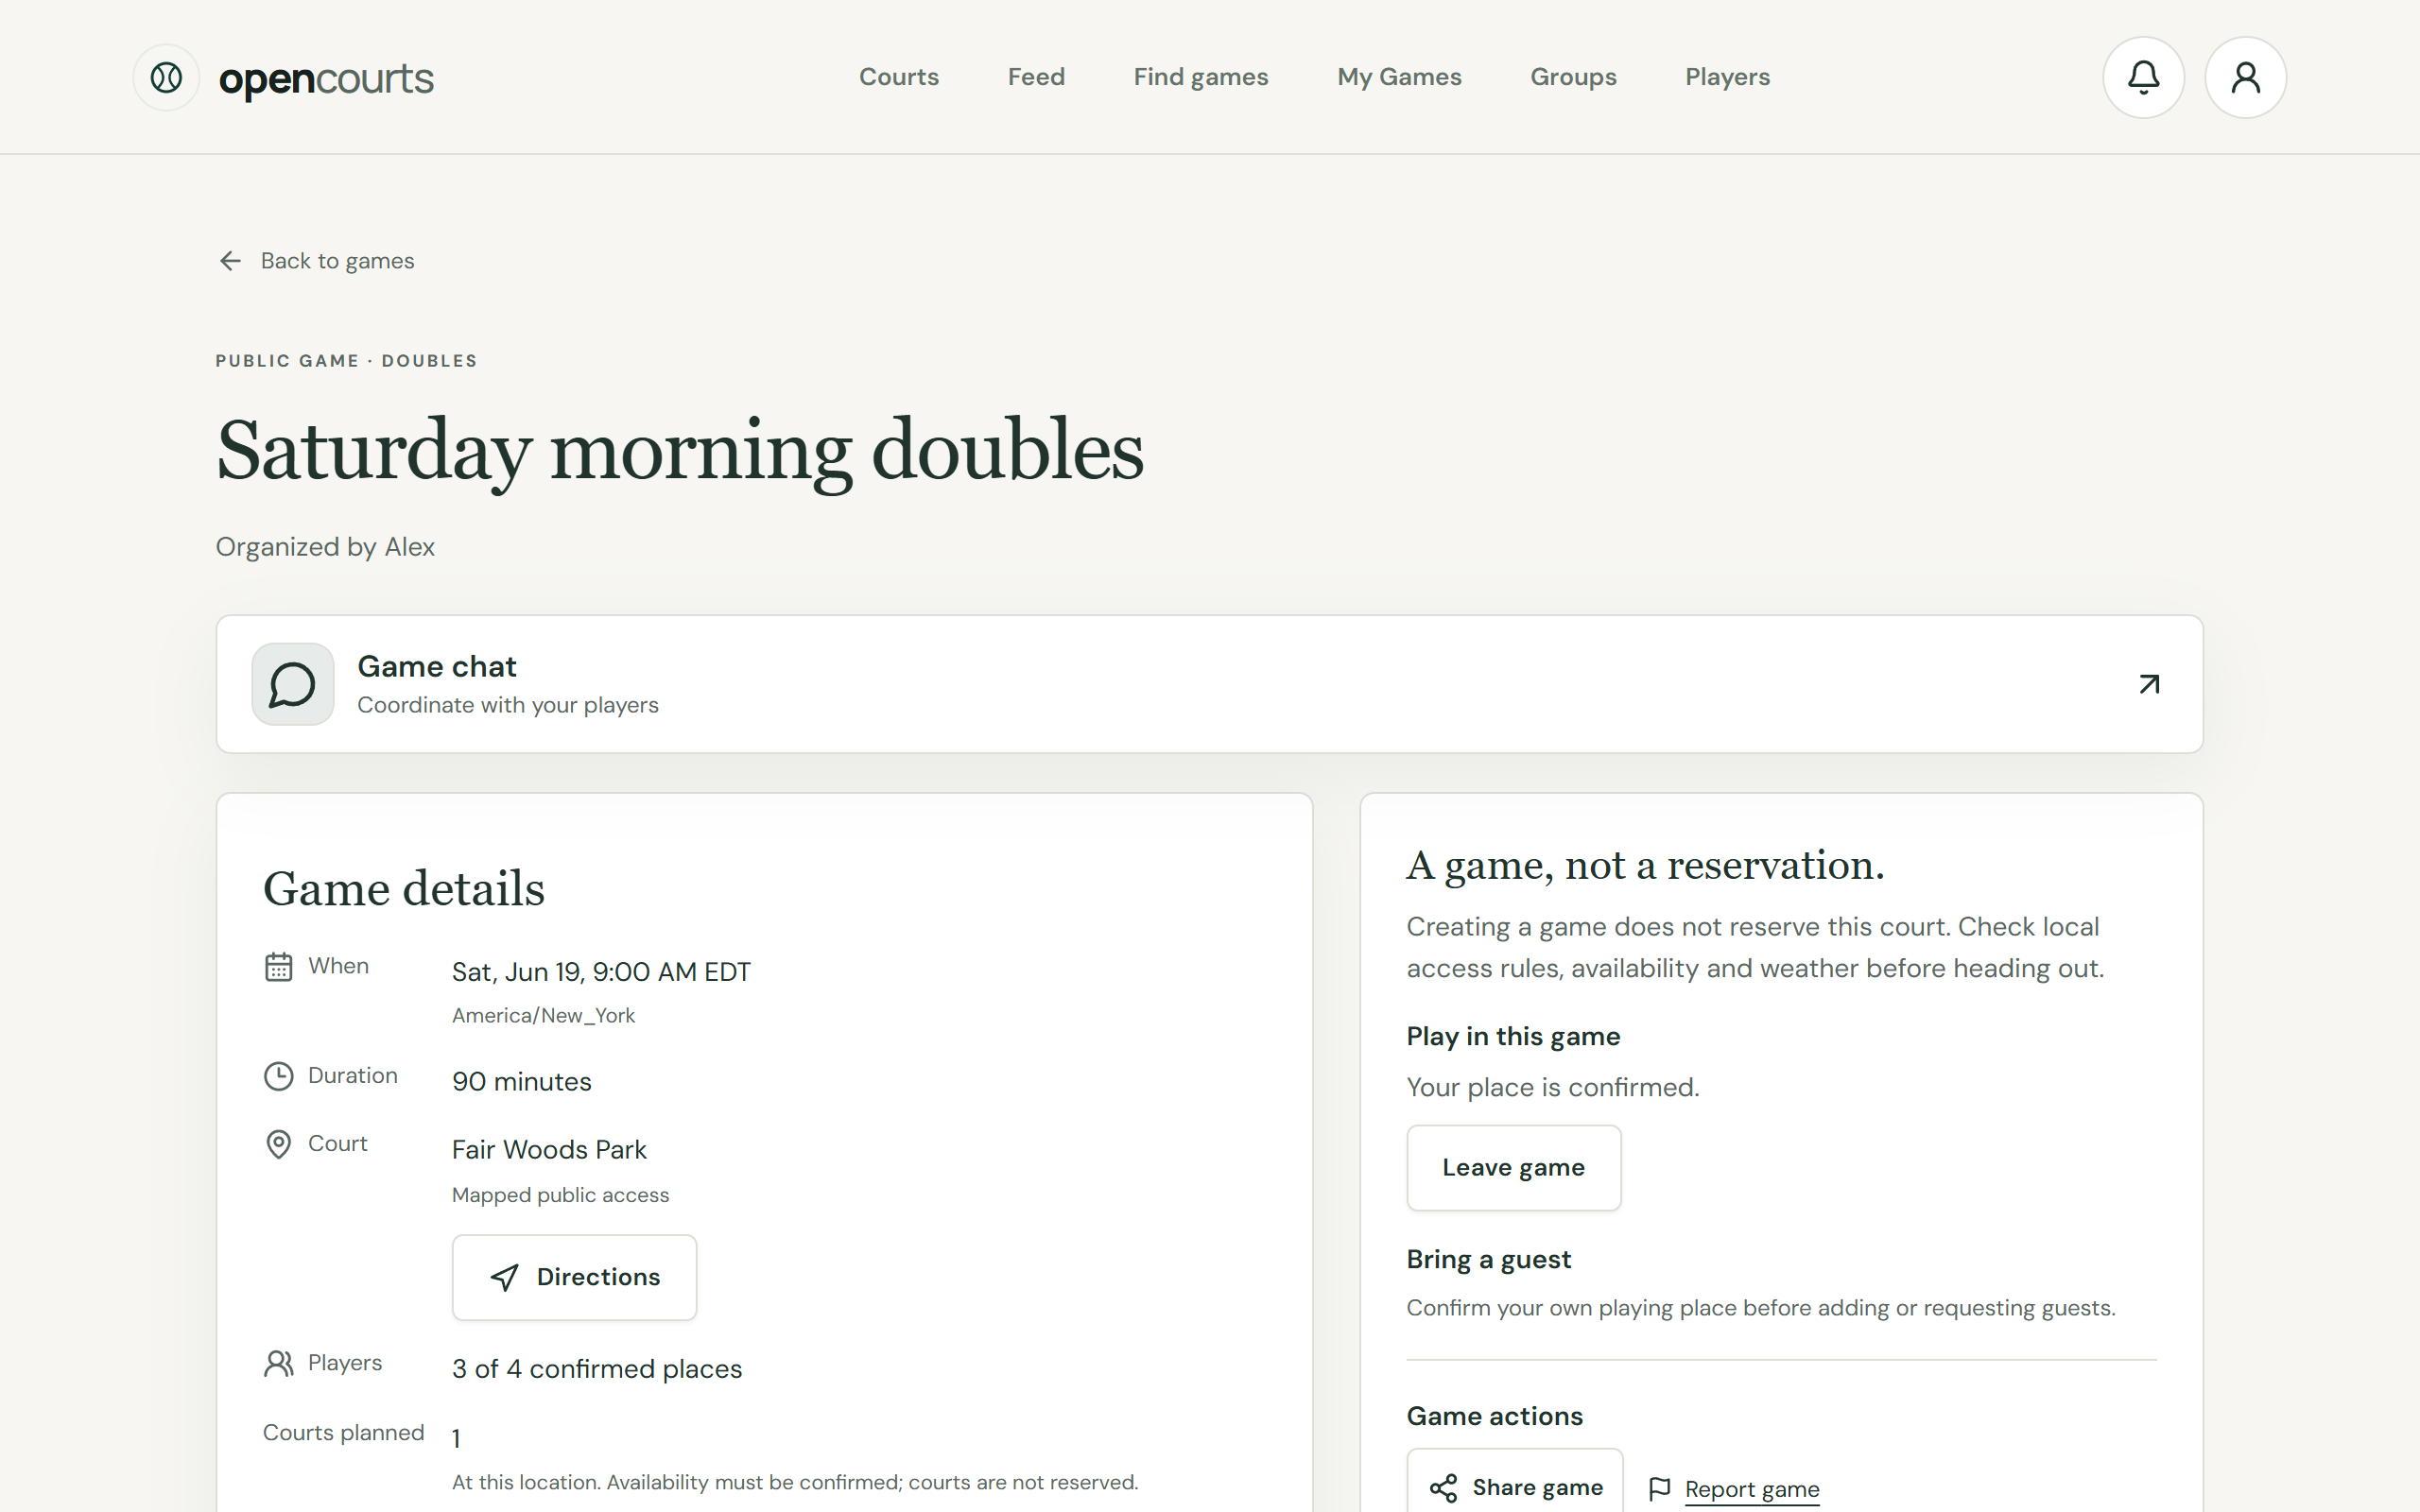 opencourts
Courts
Feed
Find games
My Games
Groups
Players
Back to games
PUBLIC GAME · DOUBLES
Saturday morning doubles
Organized by Alex
Game chat
Coordinate with your players
Game details
When
Sat, Jun 19, 9:00 AM EDT
America/New_York
Duration
90 minutes
Court
Fair Woods Park
Mapped public access
Directions
Players
3 of 4 confirmed places
Courts planned
1
At this location. Availability must be confirmed; courts are not reserved.
A game, not a reservation.
Creating a game does not reserve this court. Check local
access rules, availability and weather before heading out.
Play in this game
Your place is confirmed.
Leave game
Bring a guest
Confirm your own playing place before adding or requesting guests.
Game actions
Share game
Report game